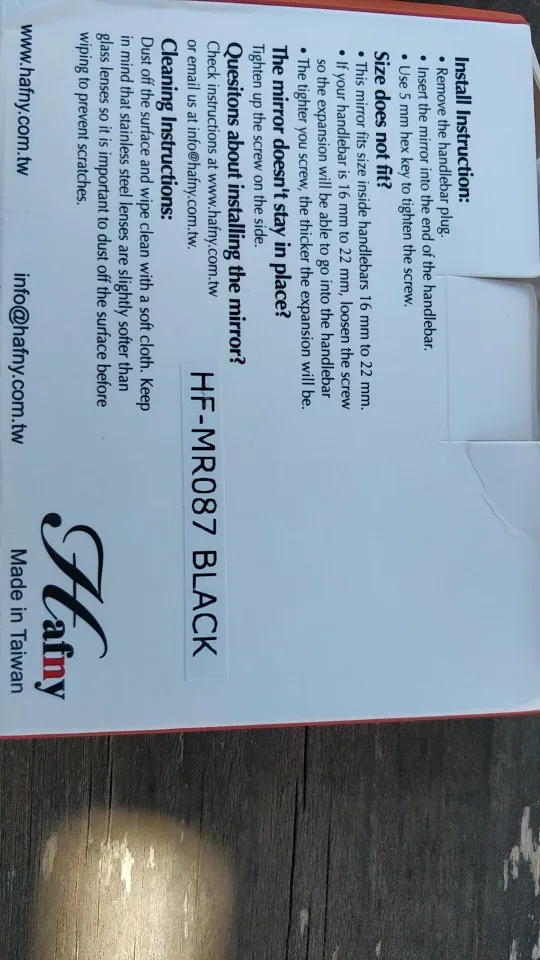 Install Instruction:
• Remove the handlebar plug.
• Insert the mirror into the end of the handlebar.
• Use 5 mm hex key to tighten the screw.
Size does not fit?
• This mirror fits size inside handlebars 16 mm to 22 mm.
• If your handlebar is 16 mm to 22 mm, loosen the screw
so the expansion will be able to go into the handlebar
• The tighter you screw, the thicker the expansion will be.
The mirror doesn't stay in place?
Tighten up the screw on the side.
Quesitons about installing the mirror?
Check instructions at www.hafny.com.tw
or email us at info@hafny.com.tw.
Cleaning Instructions:
Dust off the surface and wipe clean with a soft cloth. Keep
in mind that stainless steel lenses are slightly softer than
glass lenses so it is important to dust off the surface before
wiping to prevent scratches.
www.hafny.com.tw
info@hafny.com.tw
HF-MR087 BLACK
Hafny
Made in Taiwan